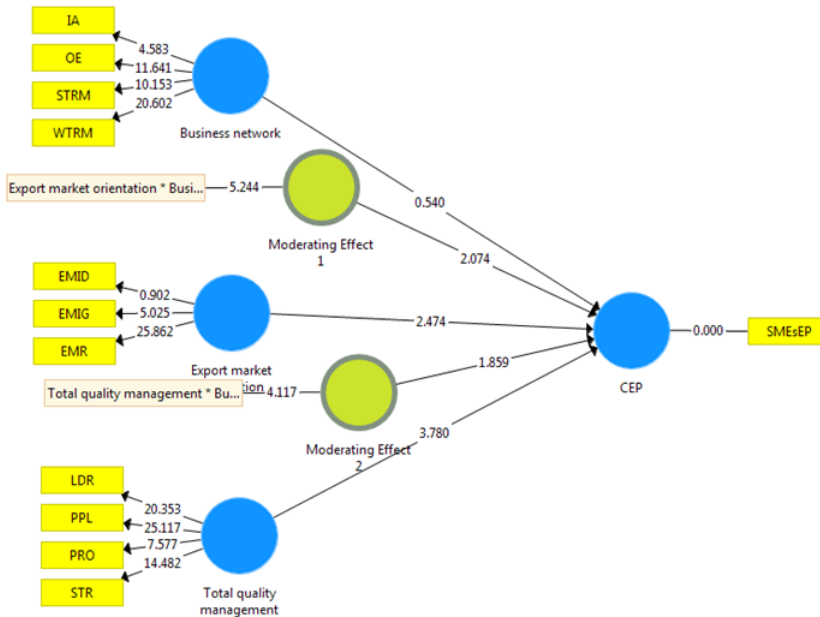 IA
4.583
OE
11.641
STRM
10.153
20.602
WTRM
Business network
Export market orientation * Busi...
5.244
Moderating Effect
1
0.540
2.074
EMID
0.902
EMIG
5.025
25.862
EMR
2.474
Export market
tion
Total quality management * Bu...
4.117
1.859
Moderating Effect
2
3.780
0.000
SMEsEP
CEP
LDR
20.353
PPL
25.117
7.577
PRO
14.482
STR
Total quality
management